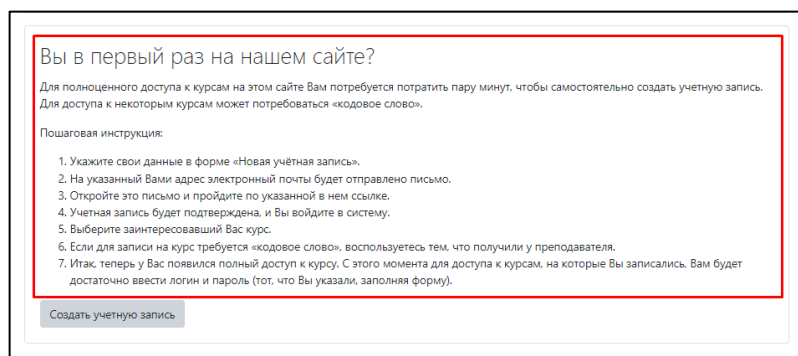 Вы в первый раз на нашем сайте?
Для полноценного доступа к курсам на этом сайте Вам потребуется потратить пару минут, чтобы самостоятельно создать учетную запись.
Для доступа к некоторым курсам может потребоваться «кодовое слово».
Пошаговая инструкция:
1. Укажите свои данные в форме «Новая учётная запись».
2. На указанный Вами адрес электронный почты будет отправлено письмо.
3. Откройте это письмо и пройдите по указанной в нем ссылке.
4. Учетная запись будет подтверждена, и Вы войдите в систему.
5. Выберите заинтересовавший Вас курс.
6. Если для записи на курс требуется «кодовое слово», воспользуетесь тем, что получили у преподавателя.
7. Итак, теперь у Вас появился полный доступ к курсу. С этого момента для доступа к курсам, на которые Вы записались, Вам будет
достаточно ввести логин и пароль (тот, что Вы указали, заполняя форму).
Создать учетную запись